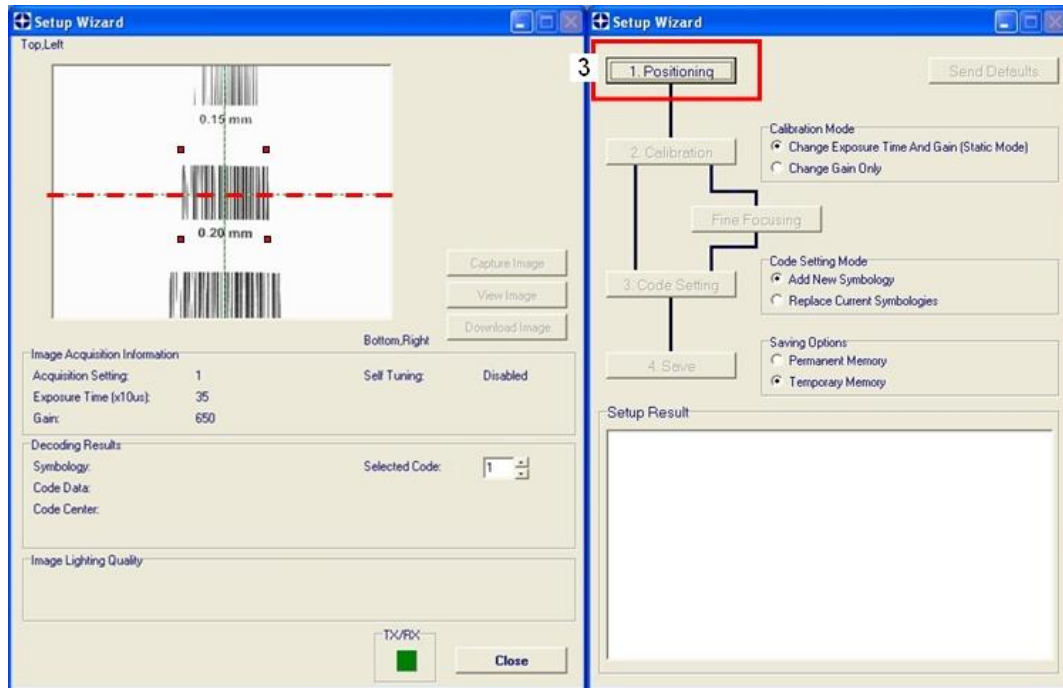 Setup Wizard
Top,Left
0.15 mm
0.20 mm
Capture Image
View Image
Download Image
Bottom,Right
Image Acquisition Information
Acquisition Setting: 1 Self Tuning: Disabled
Exposure Time (x10us): 35
Gain: 650
Decoding Results
Symbology: Selected Code: 1
Code Data:
Code Center:
Image Lighting Quality
TX/RX
Close
Setup Wizard
3
1. Positioning
Send Defaults
2. Calibration
Calibration Mode
Change Exposure Time And Gain (Static Mode)
Change Gain Only
Fine Focusing
3. Code Setting
Code Setting Mode
Add New Symbology
Replace Current Symbologies
4. Save
Saving Options
Permanent Memory
Temporary Memory
Setup Result